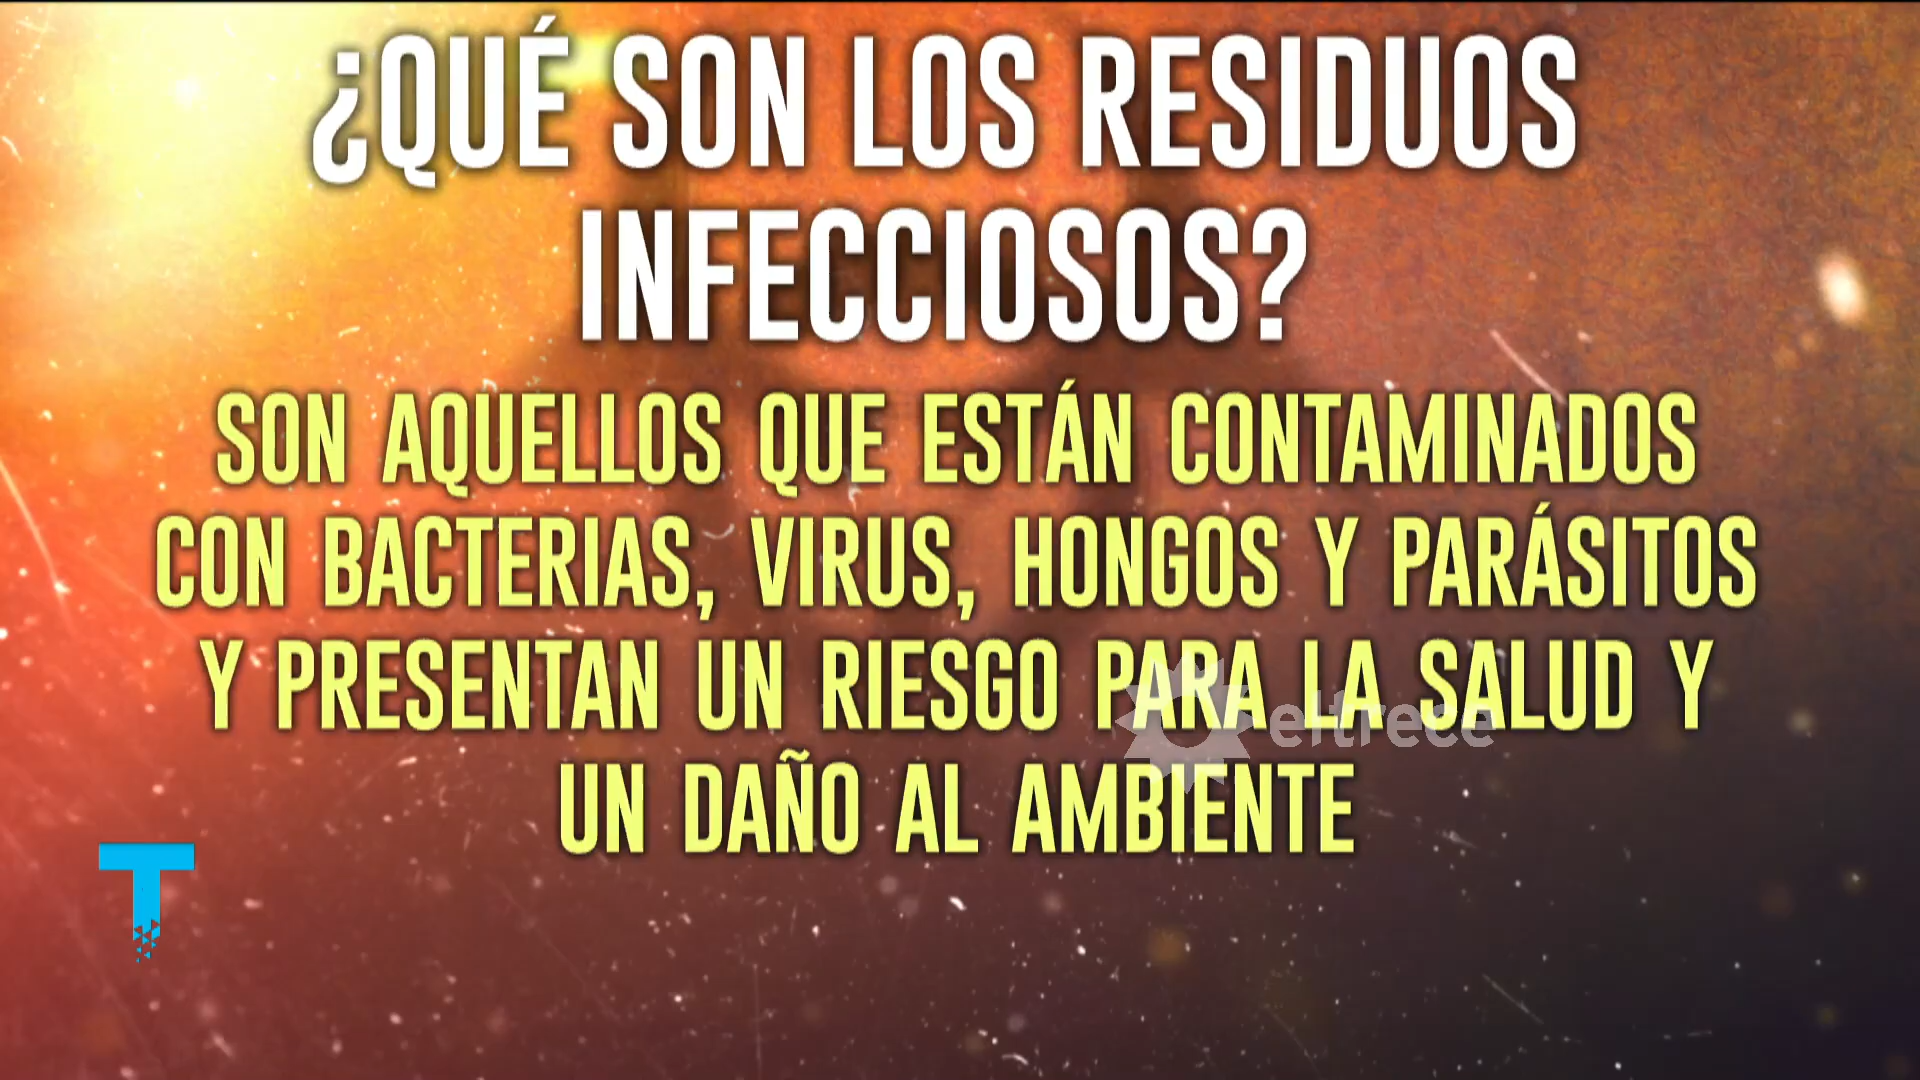 ¿QUÉ SON LOS RESIDUOS
INFECCIOSOS?
SON AQUELLOS QUE ESTÁN CONTAMINADOS
CON BACTERIAS, VIRUS, HONGOS Y PARÁSITOS
Y PRESENTAN UN RIESGO PARA LA SALUD Y
eltrece
UN DAÑO AL AMBIENTE
T